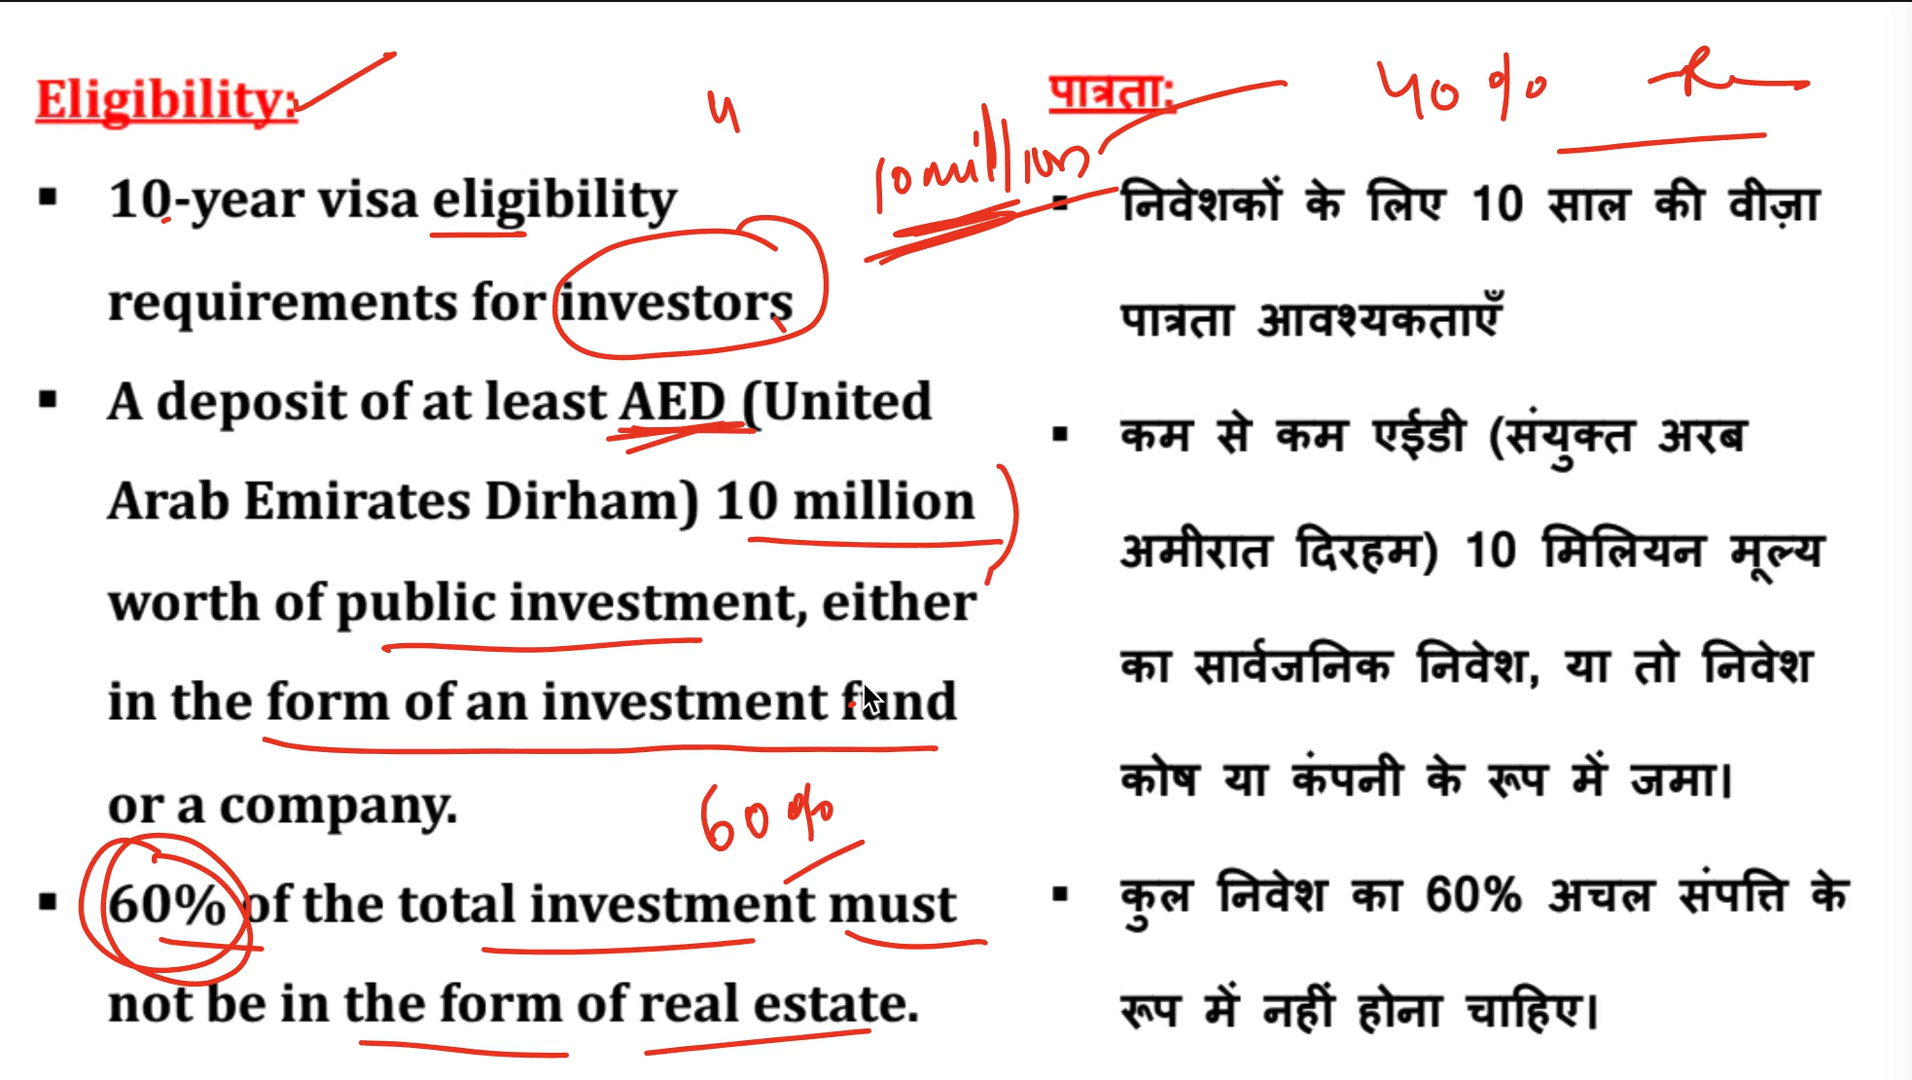 Eligibility:
▪ 10-year visa eligibility
requirements for investors
▪ A deposit of at least AED (United
Arab Emirates Dirham) 10 million
worth of public investment, either
in the form of an investment fund
or a company.
▪ 60% of the total investment must
not be in the form of real estate.
10 million
60%
पात्रता:
40%
▪ निवेशकों के लिए 10 साल की वीज़ा
पात्रता आवश्यकताएँ
▪ कम से कम एईडी (संयुक्त अरब
अमीरात दिरहम) 10 मिलियन मूल्य
का सार्वजनिक निवेश, या तो निवेश
कोष या कंपनी के रूप में जमा।
▪ कुल निवेश का 60% अचल संपत्ति के
रूप में नहीं होना चाहिए।